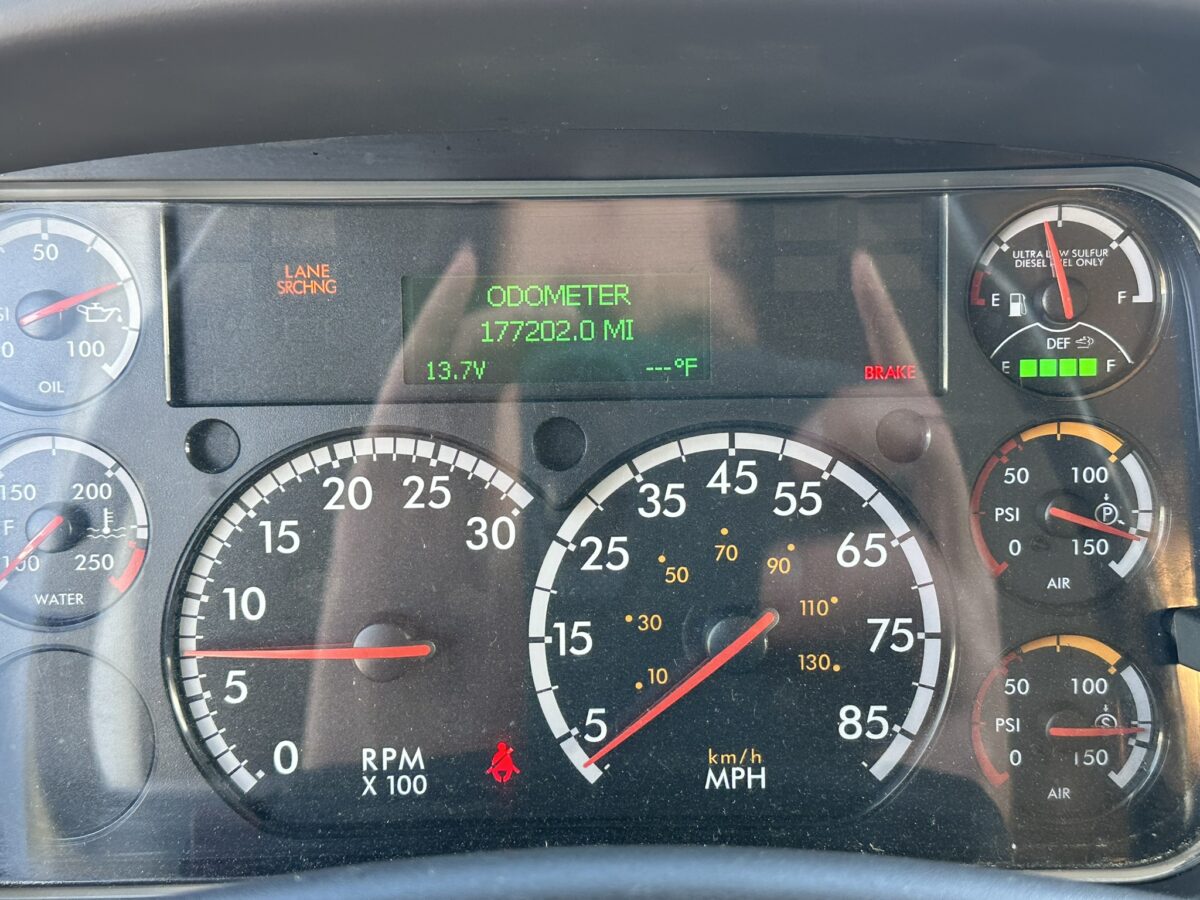 50
PSI
0
100
OIL
LANE
SRCHNG
ODOMETER
177202.0 MI
13.7V
---°F
BRAKE
ULTRA LOW SULFUR
DIESEL FUEL ONLY
E
F
DEF
E
F
150
200
F
100
250
WATER
0
5
10
15
20
25
30
RPM
X 100
5
15
25
35
45
55
65
75
85
10
30
50
70
90
110
130
km/h
MPH
50
100
PSI
P
0
150
AIR
50
100
PSI
S
0
150
AIR